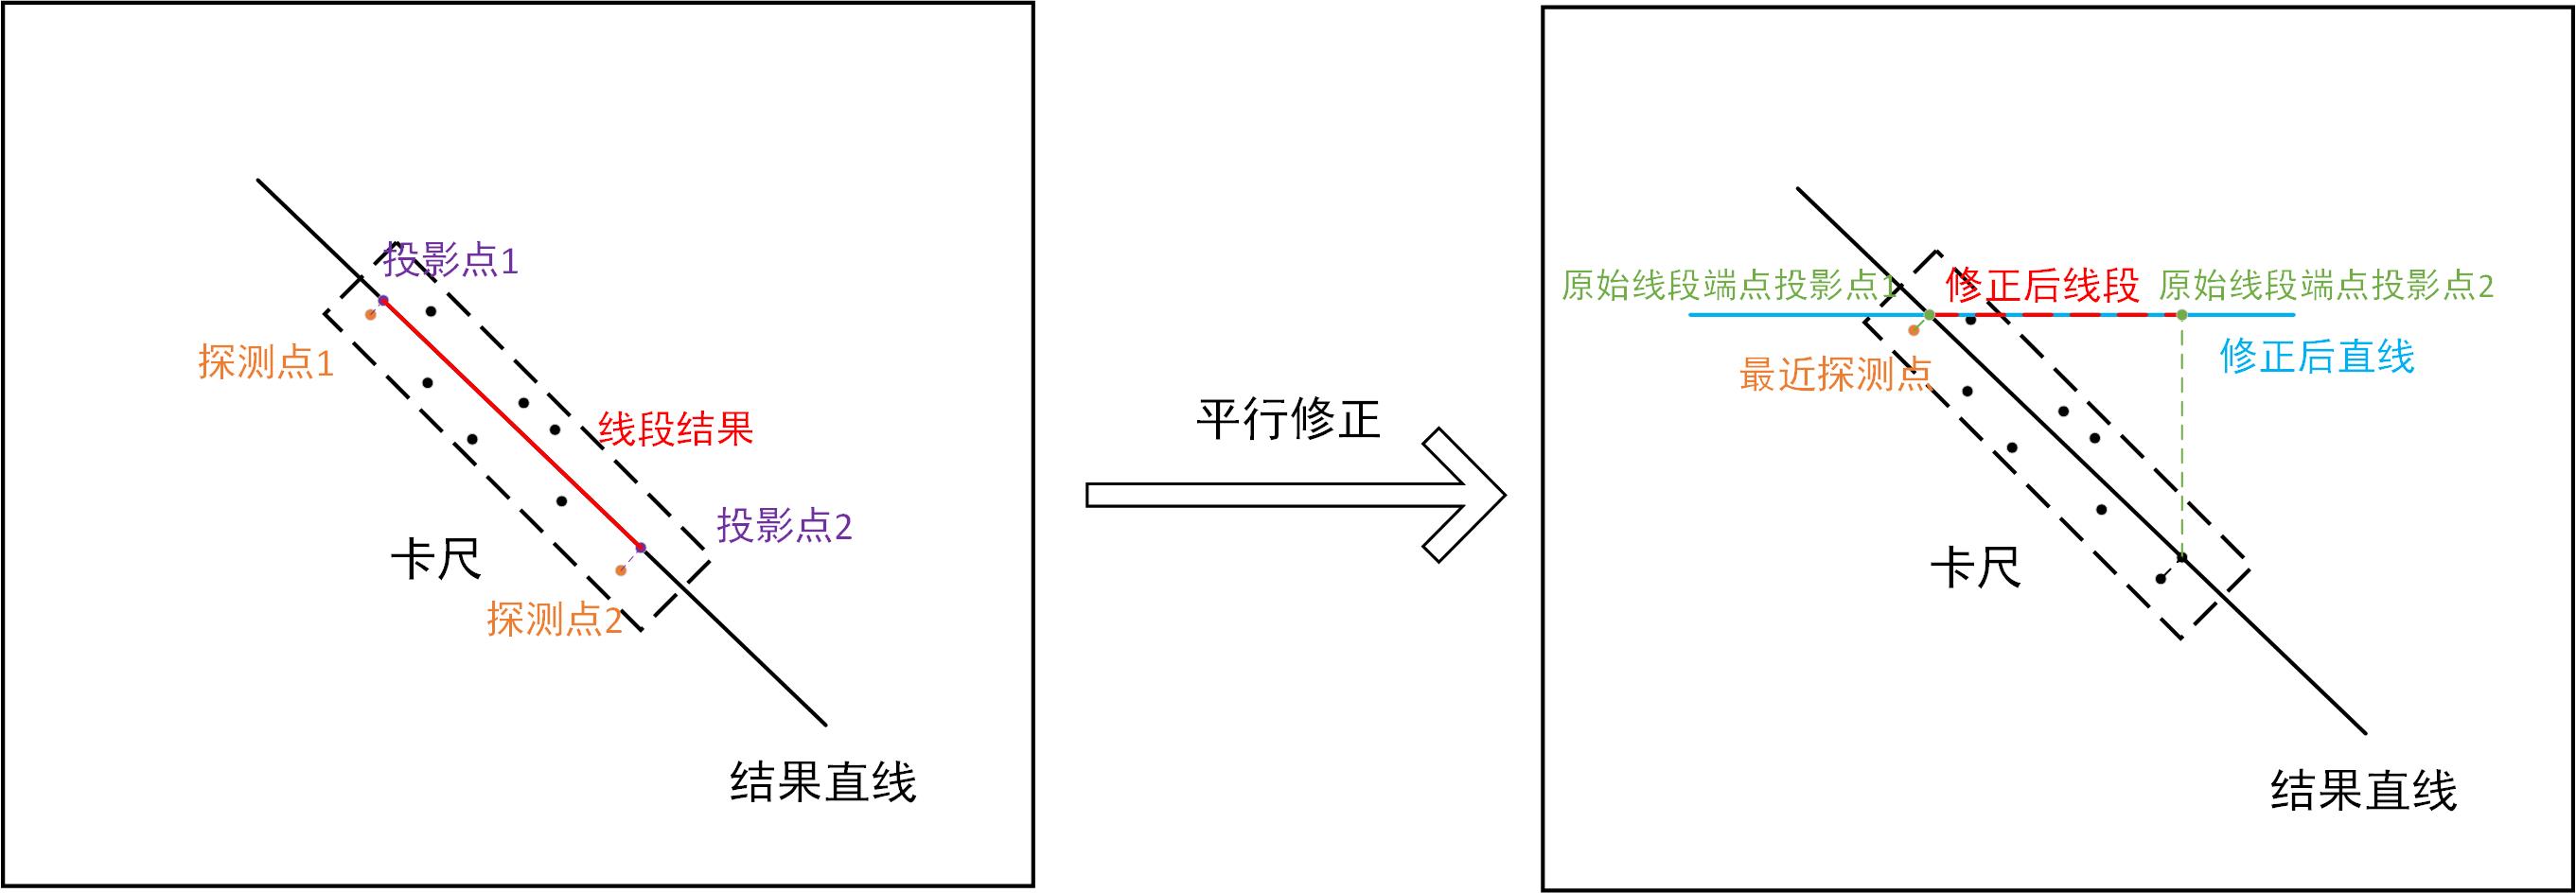 投影点1
探测点1
线段结果
投影点2
卡尺
探测点2
结果直线
平行修正
原始线段端点投影点1
修正后线段
原始线段端点投影点2
修正后直线
最近探测点
卡尺
结果直线